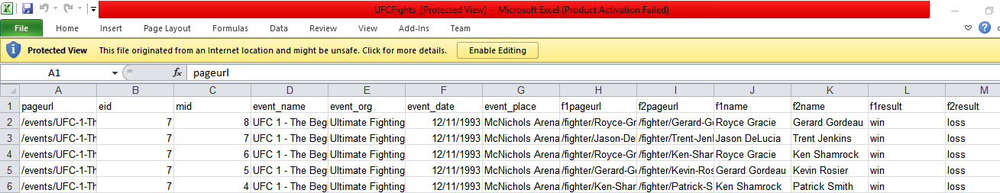 UFCFights [Protected View] - Microsoft Excel (Product Activation Failed)
File Home Insert Page Layout Formulas Data Review View Add-Ins Team
Protected View This file originated from an Internet location and might be unsafe. Click for more details. Enable Editing
A1 fx pageurl
A B C D E F G H I J K L M
1 pageurl eid mid event_name event_org event_date event_place f1pageurl f2pageurl f1name f2name f1result f2result
2 /events/UFC-1-Th 7 8 UFC 1 - The Beg Ultimate Fighting 12/11/1993 McNichols Arena /fighter/Royce-Gr /fighter/Gerard-G Royce Gracie Gerard Gordeau win loss
3 /events/UFC-1-Th 7 7 UFC 1 - The Beg Ultimate Fighting 12/11/1993 McNichols Arena /fighter/Jason-De /fighter/Trent-Jen Jason DeLucia Trent Jenkins win loss
4 /events/UFC-1-Th 7 6 UFC 1 - The Beg Ultimate Fighting 12/11/1993 McNichols Arena /fighter/Royce-Gr /fighter/Ken-Sha Royce Gracie Ken Shamrock win loss
5 /events/UFC-1-Th 7 5 UFC 1 - The Beg Ultimate Fighting 12/11/1993 McNichols Arena /fighter/Gerard-G /fighter/Kevin-Ros Gerard Gordeau Kevin Rosier win loss
6 /events/UFC-1-Th 7 4 UFC 1 - The Beg Ultimate Fighting 12/11/1993 McNichols Arena /fighter/Ken-Shar /fighter/Patrick-S Ken Shamrock Patrick Smith win loss